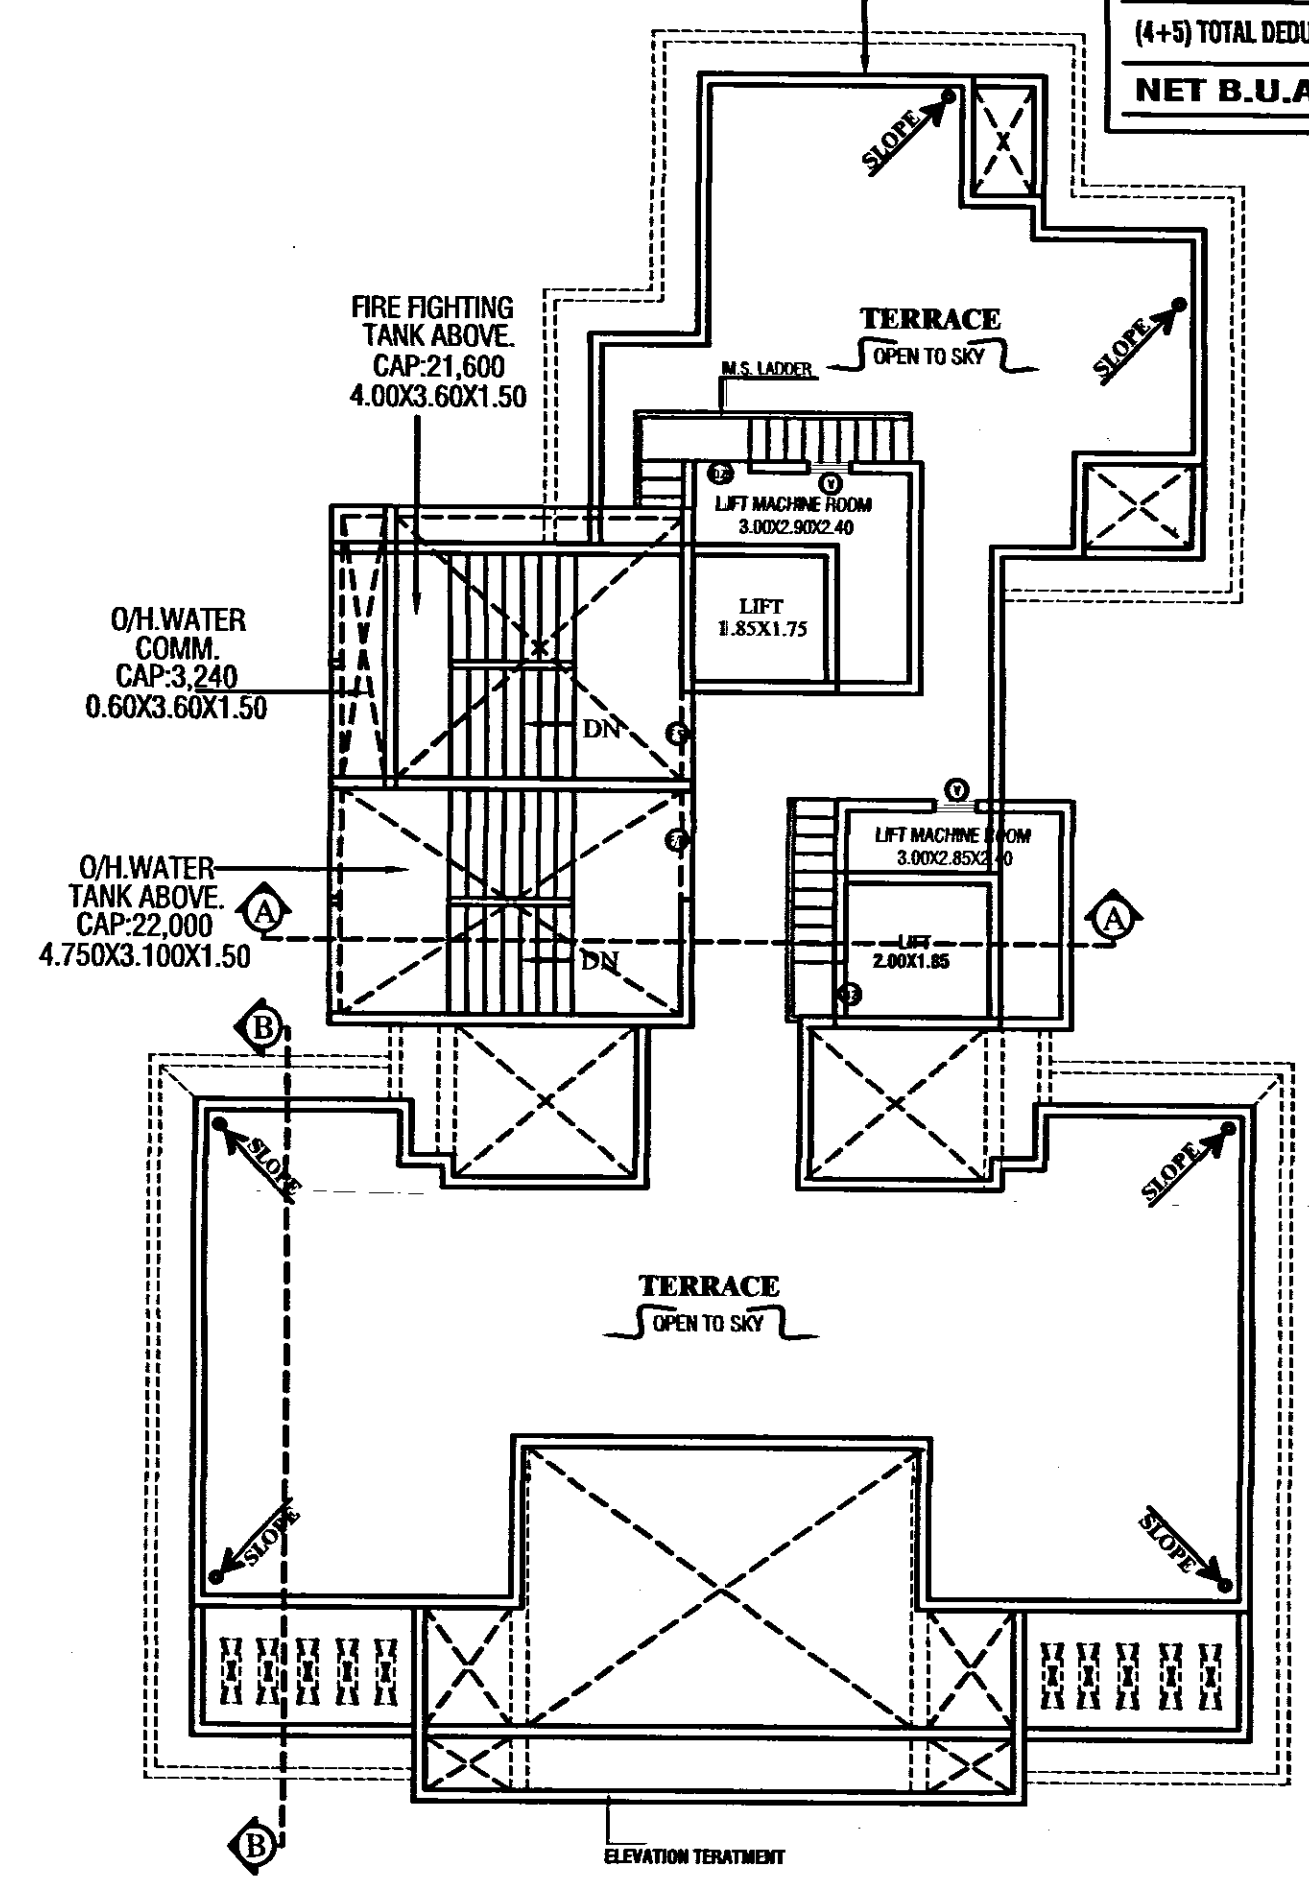 (4+5) TOTAL DEDU
NET B.U.A
SLOPE
TERRACE
OPEN TO SKY
SLOPE
FIRE FIGHTING
TANK ABOVE.
CAP:21,600
4.00X3.60X1.50
M.S. LADDER
V
LIFT MACHINE ROOM
3.00X2.90X2.40
LIFT
1.85X1.75
O/H.WATER
COMM.
CAP:3,240
0.60X3.60X1.50
DN
V
LIFT MACHINE ROOM
3.00X2.85X2.40
O/H.WATER
TANK ABOVE.
CAP:22,000
4.750X3.100X1.50
A
A
LIFT
2.00X1.85
DN
B
SLOPE
SLOPE
TERRACE
OPEN TO SKY
SLOPE
SLOPE
B
ELEVATION TERATMENT